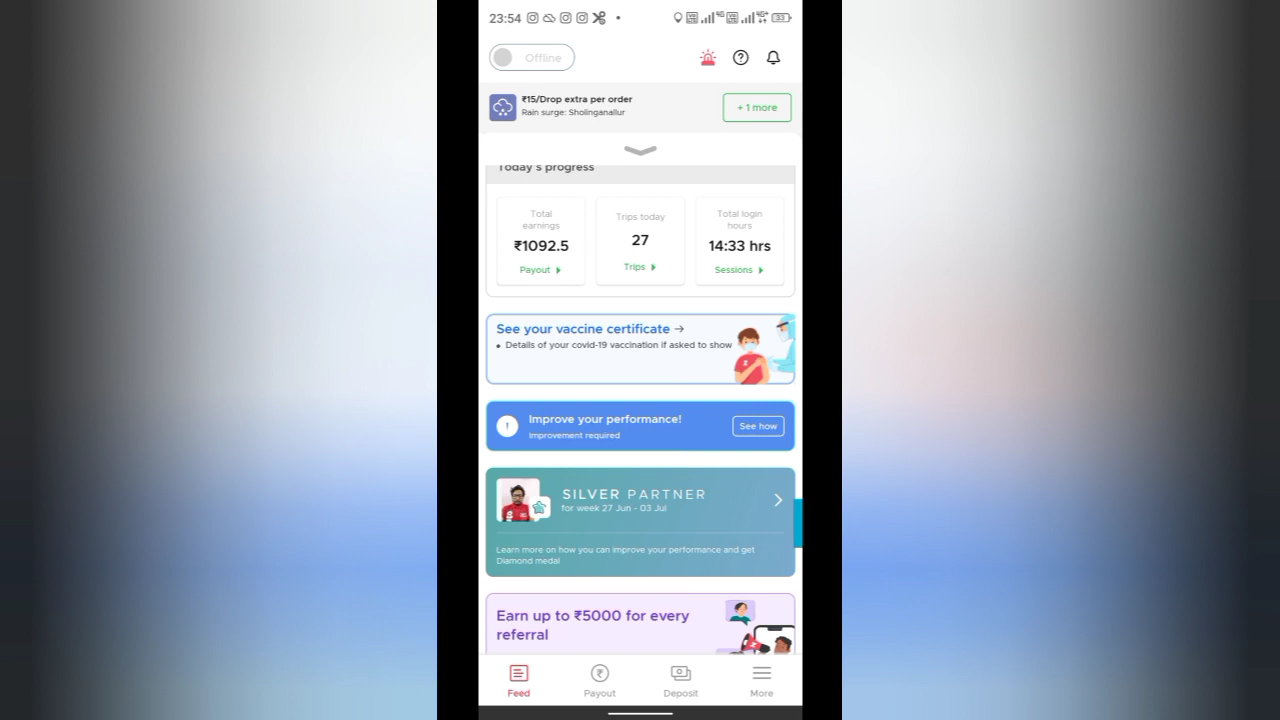 23:54
Offline
₹15/Drop extra per order
Rain surge: Sholinganallur
+ 1 more
Today's progress
Total earnings
₹1092.5
Payout
Trips today
27
Trips
Total login hours
14:33 hrs
Sessions
See your vaccine certificate →
• Details of your covid-19 vaccination if asked to show
Improve your performance!
Improvement required
See how
SILVER PARTNER
for week 27 Jun - 03 Jul
Learn more on how you can improve your performance and get
Diamond medal
Earn up to ₹5000 for every
referral
Feed
Payout
Deposit
More